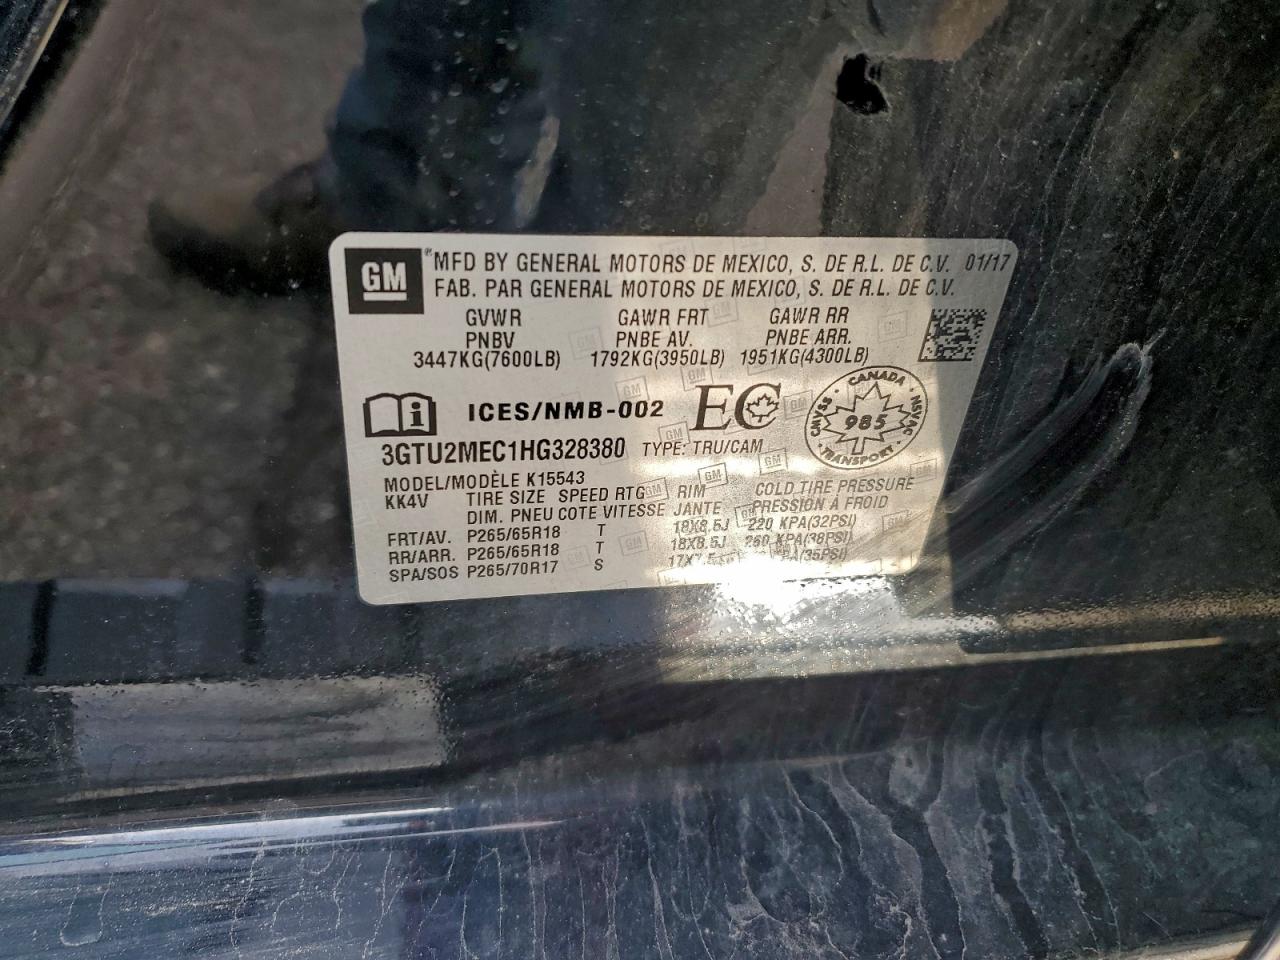 GM ® MFD BY GENERAL MOTORS DE MEXICO, S. DE R.L. DE C.V. 01/17
FAB. PAR GENERAL MOTORS DE MEXICO, S. DE R.L. DE C.V.
GVWR GAWR FRT GAWR RR
PNBV PNBE AV. PNBE ARR.
3447KG(7600LB) 1792KG(3950LB) 1951KG(4300LB)
i ICES/NMB-002 EC
CANADA CMVSS 985 NSVAC TRANSPORT
3GTU2MEC1HG328380 TYPE: TRU/CAM
MODEL/MODÈLE K15543
KK4V TIRE SIZE SPEED RTG RIM COLD TIRE PRESSURE
DIM. PNEU COTE VITESSE JANTE PRESSION À FROID
FRT/AV. P265/65R18 T 18X8.5J 220 KPA(32PSI)
RR/ARR. P265/65R18 T 18X8.5J 260 KPA(38PSI)
SPA/SOS P265/70R17 S (35PSI)